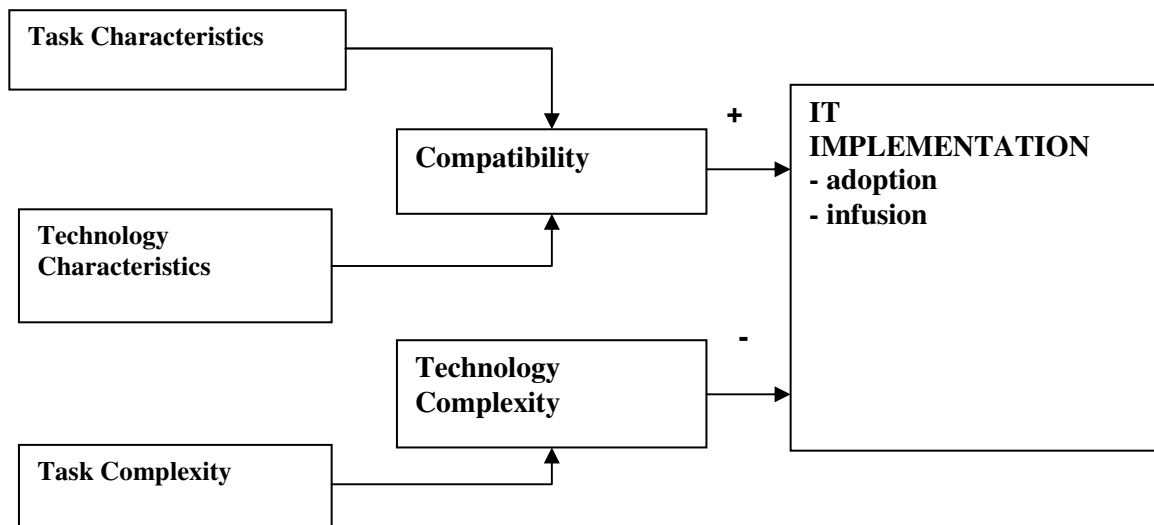 Task Characteristics
+
IT
IMPLEMENTATION
- adoption
- infusion
Compatibility
Technology
Characteristics
-
Technology
Complexity
Task Complexity